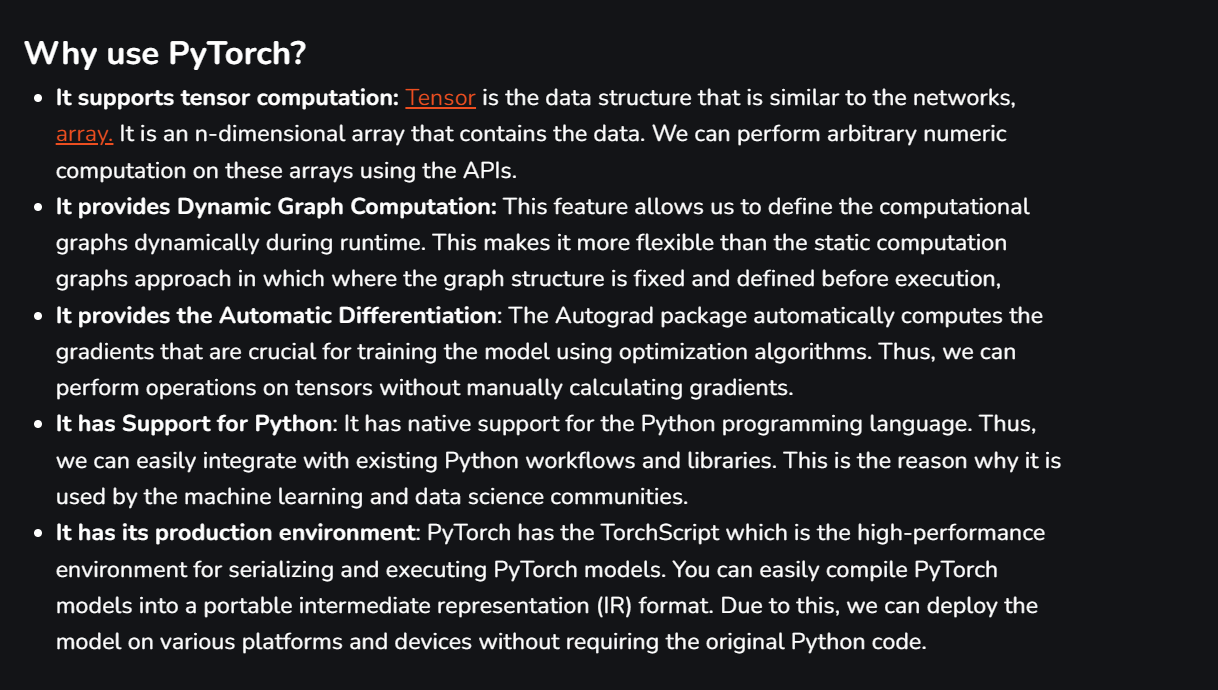 Why use PyTorch?
• It supports tensor computation: Tensor is the data structure that is similar to the networks,
array. It is an n-dimensional array that contains the data. We can perform arbitrary numeric
computation on these arrays using the APIs.
• It provides Dynamic Graph Computation: This feature allows us to define the computational
graphs dynamically during runtime. This makes it more flexible than the static computation
graphs approach in which where the graph structure is fixed and defined before execution,
• It provides the Automatic Differentiation: The Autograd package automatically computes the
gradients that are crucial for training the model using optimization algorithms. Thus, we can
perform operations on tensors without manually calculating gradients.
• It has Support for Python: It has native support for the Python programming language. Thus,
we can easily integrate with existing Python workflows and libraries. This is the reason why it is
used by the machine learning and data science communities.
• It has its production environment: PyTorch has the TorchScript which is the high-performance
environment for serializing and executing PyTorch models. You can easily compile PyTorch
models into a portable intermediate representation (IR) format. Due to this, we can deploy the
model on various platforms and devices without requiring the original Python code.